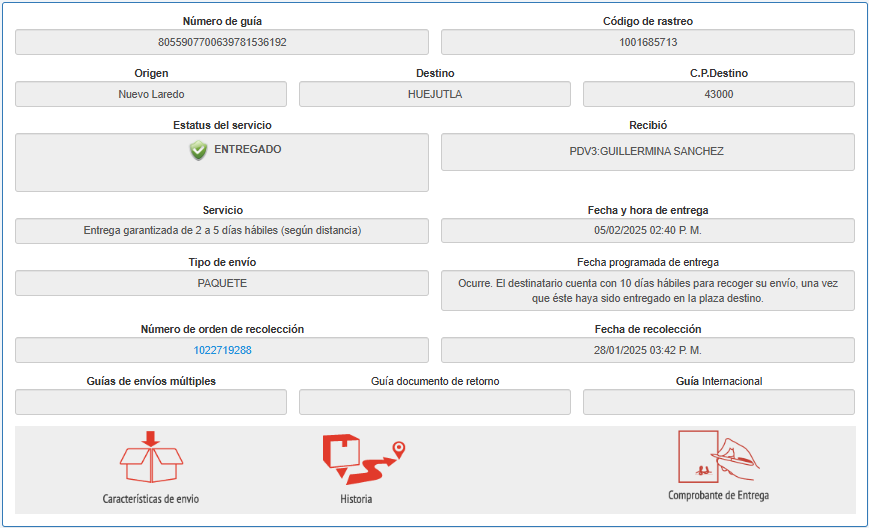 Número de guía
Código de rastreo
8055907700639781536192
1001685713
Origen
Destino
C.P.Destino
Nuevo Laredo
HUEJUTLA
43000
Estatus del servicio
Recibió
ENTREGADO
PDV3:GUILLERMINA SANCHEZ
Servicio
Fecha y hora de entrega
Entrega garantizada de 2 a 5 días hábiles (según distancia)
05/02/2025 02:40 P. M.
Tipo de envío
Fecha programada de entrega
PAQUETE
Ocurre. El destinatario cuenta con 10 días hábiles para recoger su envío, una vez
que éste haya sido entregado en la plaza destino.
Número de orden de recolección
Fecha de recolección
1022719288
28/01/2025 03:42 P. M.
Guías de envíos múltiples
Guía documento de retorno
Guía Internacional
Características de envio
Historia
Comprobante de Entrega